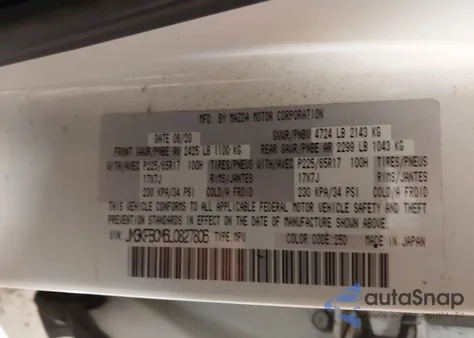 MFD. BY MAZDA MOTOR CORPORATION
DATE 06/20 GVWR/PNBV 4724 LB 2143 KG
FRONT GAWR/PNBE AV 2425 LB 1100 KG REAR GAWR/PNBE AR 2299 LB 1043 KG
WITH/AVEC P225/65R17 100H TIRES/PNEUS WITH/AVEC P225/65R17 100H TIRES/PNEUS
17X7J RIMS/JANTES 17X7J RIMS/JANTES
230 KPA/34 PSI COLD/A FROID 230 KPA/34 PSI COLD/A FROID
THIS VEHICLE CONFORMS TO ALL APPLICABLE FEDERAL MOTOR VEHICLE SAFETY AND THEFT
PREVENTION STANDARDS IN EFFECT ON THE DATE OF MANUFACTURE SHOWN ABOVE.
VIN: JM3KFBCM6L0827806 TYPE: MPV COLOR CODE: 25D MADE IN JAPAN
autoSnap
www.autosnap.com